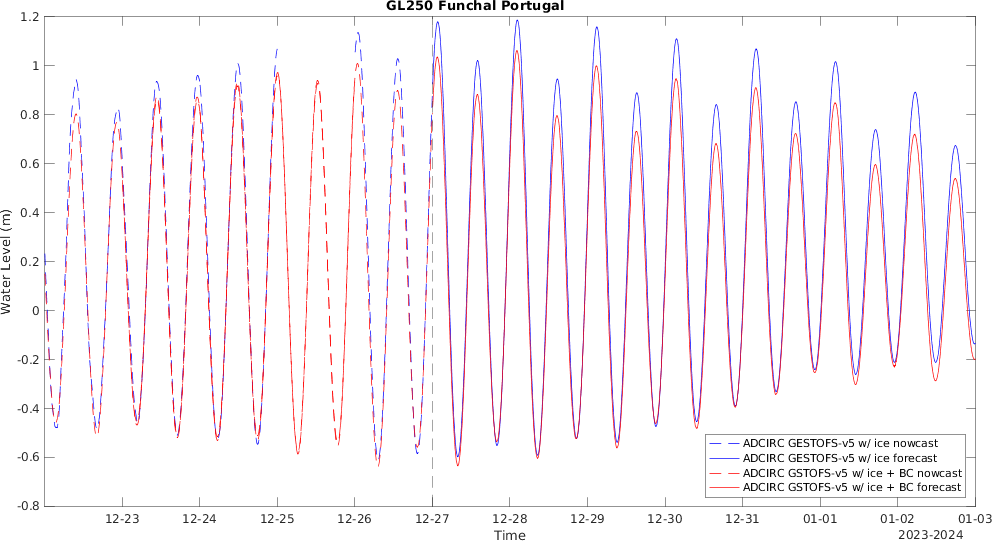 GL250 Funchal Portugal
1.2
1
0.8
0.6
0.4
0.2
0
-0.2
-0.4
-0.6
-0.8
Water Level (m)
ADCIRC GESTOFS-v5 w/ ice nowcast
ADCIRC GESTOFS-v5 w/ ice forecast
ADCIRC GSTOFS-v5 w/ ice + BC nowcast
ADCIRC GSTOFS-v5 w/ ice + BC forecast
12-23 12-24 12-25 12-26 12-27 12-28 12-29 12-30 12-31 01-01 01-02 01-03
Time
2023-2024